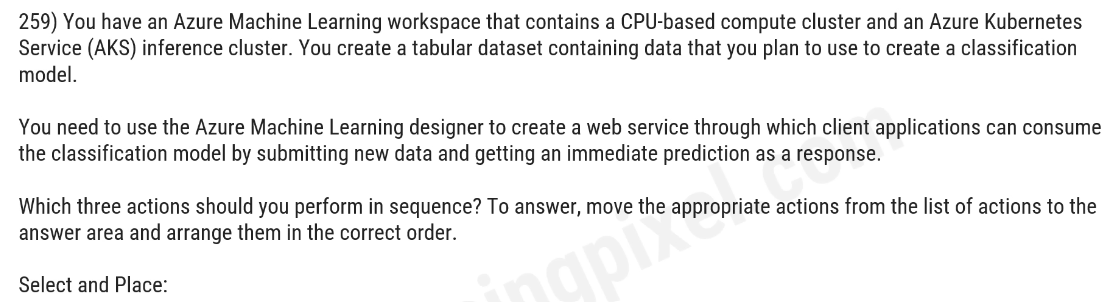 259) You have an Azure Machine Learning workspace that contains a CPU-based compute cluster and an Azure Kubernetes
Service (AKS) inference cluster. You create a tabular dataset containing data that you plan to use to create a classification
model.
You need to use the Azure Machine Learning designer to create a web service through which client applications can consume
the classification model by submitting new data and getting an immediate prediction as a response.
Which three actions should you perform in sequence? To answer, move the appropriate actions from the list of actions to the
answer area and arrange them in the correct order.
Select and Place: